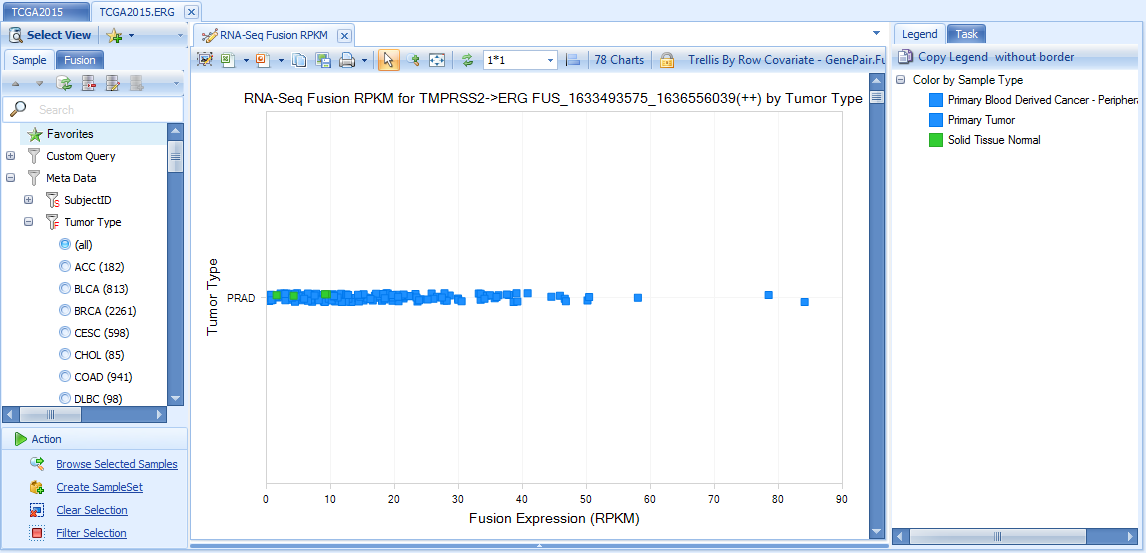 TCGA2015
TCGA2015.ERG
Select View
Sample
Fusion
Search
Favorites
Custom Query
Meta Data
SubjectID
Tumor Type
(all)
ACC (182)
BLCA (813)
BRCA (2261)
CESC (598)
CHOL (85)
COAD (941)
DLBC (98)
Action
Browse Selected Samples
Create SampleSet
Clear Selection
Filter Selection
RNA-Seq Fusion RPKM
1*1
78 Charts
Trellis By Row Covariate - GenePair.Fu
RNA-Seq Fusion RPKM for TMPRSS2->ERG FUS_1633493575_1636556039(++) by Tumor Type
Tumor Type
PRAD
0 10 20 30 40 50 60 70 80 90
Fusion Expression (RPKM)
Legend
Task
Copy Legend without border
Color by Sample Type
Primary Blood Derived Cancer - Periphera
Primary Tumor
Solid Tissue Normal